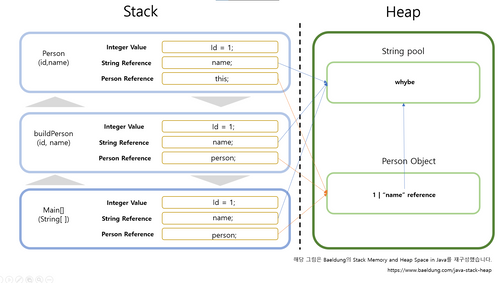 Stack
Heap
Person
(id,name)
Integer Value
Id = 1;
String Reference
name;
Person Reference
this;
buildPerson
(id, name)
Integer Value
Id = 1;
String Reference
name;
Person Reference
person;
Main[]
(String[ ])
Integer Value
Id = 1;
String Reference
name;
Person Reference
person;
String pool
whybe
Person Object
1 | "name" reference
해당 그림은 Baeldung의 Stack Memory and Heap Space in Java를 재구성했습니다.
https://www.baeldung.com/java-stack-heap